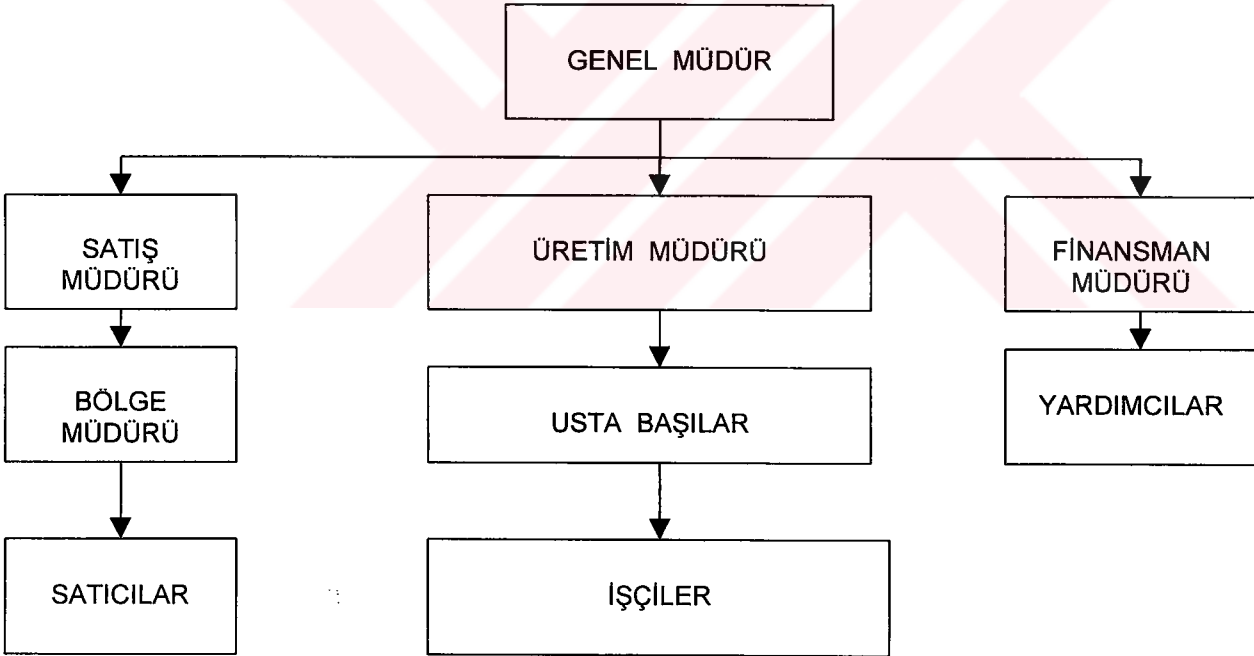 GENEL MÜDÜR
SATIŞ
MÜDÜRÜ
ÜRETİM MÜDÜRÜ
FİNANSMAN
MÜDÜRÜ
BÖLGE
MÜDÜRÜ
USTA BAŞILAR
YARDIMCILAR
SATICILAR
İŞÇİLER